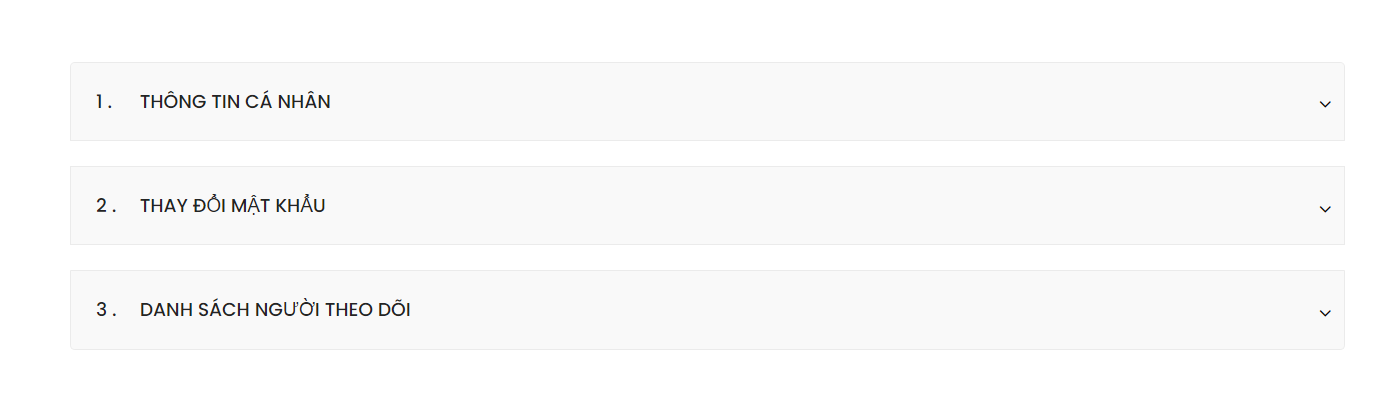 1 . THÔNG TIN CÁ NHÂN
2 . THAY ĐỔI MẬT KHẨU
3 . DANH SÁCH NGƯỜI THEO DÕI